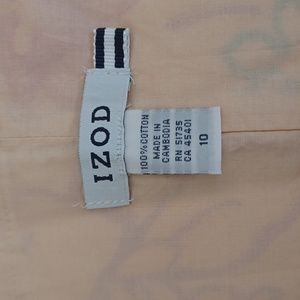 IZOD
100% COTTON
MADE IN
CAMBODIA
RN 51735
CA 45401
10